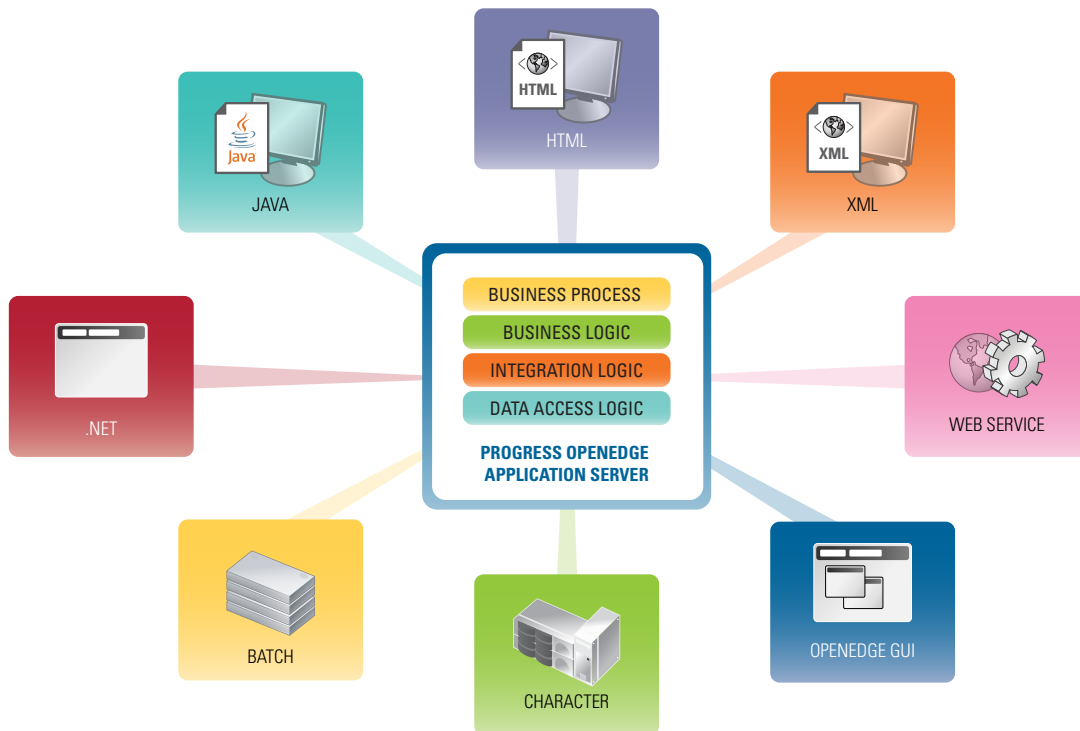 <HTML>
HTML
Java
JAVA
<XML>
XML
BUSINESS PROCESS
BUSINESS LOGIC
INTEGRATION LOGIC
DATA ACCESS LOGIC
PROGRESS OPENEDGE
APPLICATION SERVER
.NET
WEB SERVICE
BATCH
CHARACTER
OPENEDGE GUI